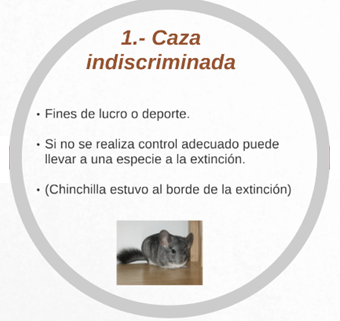 1.- Caza
indiscriminada
• Fines de lucro o deporte.
• Si no se realiza control adecuado puede
llevar a una especie a la extinción.
• (Chinchilla estuvo al borde de la extinción)